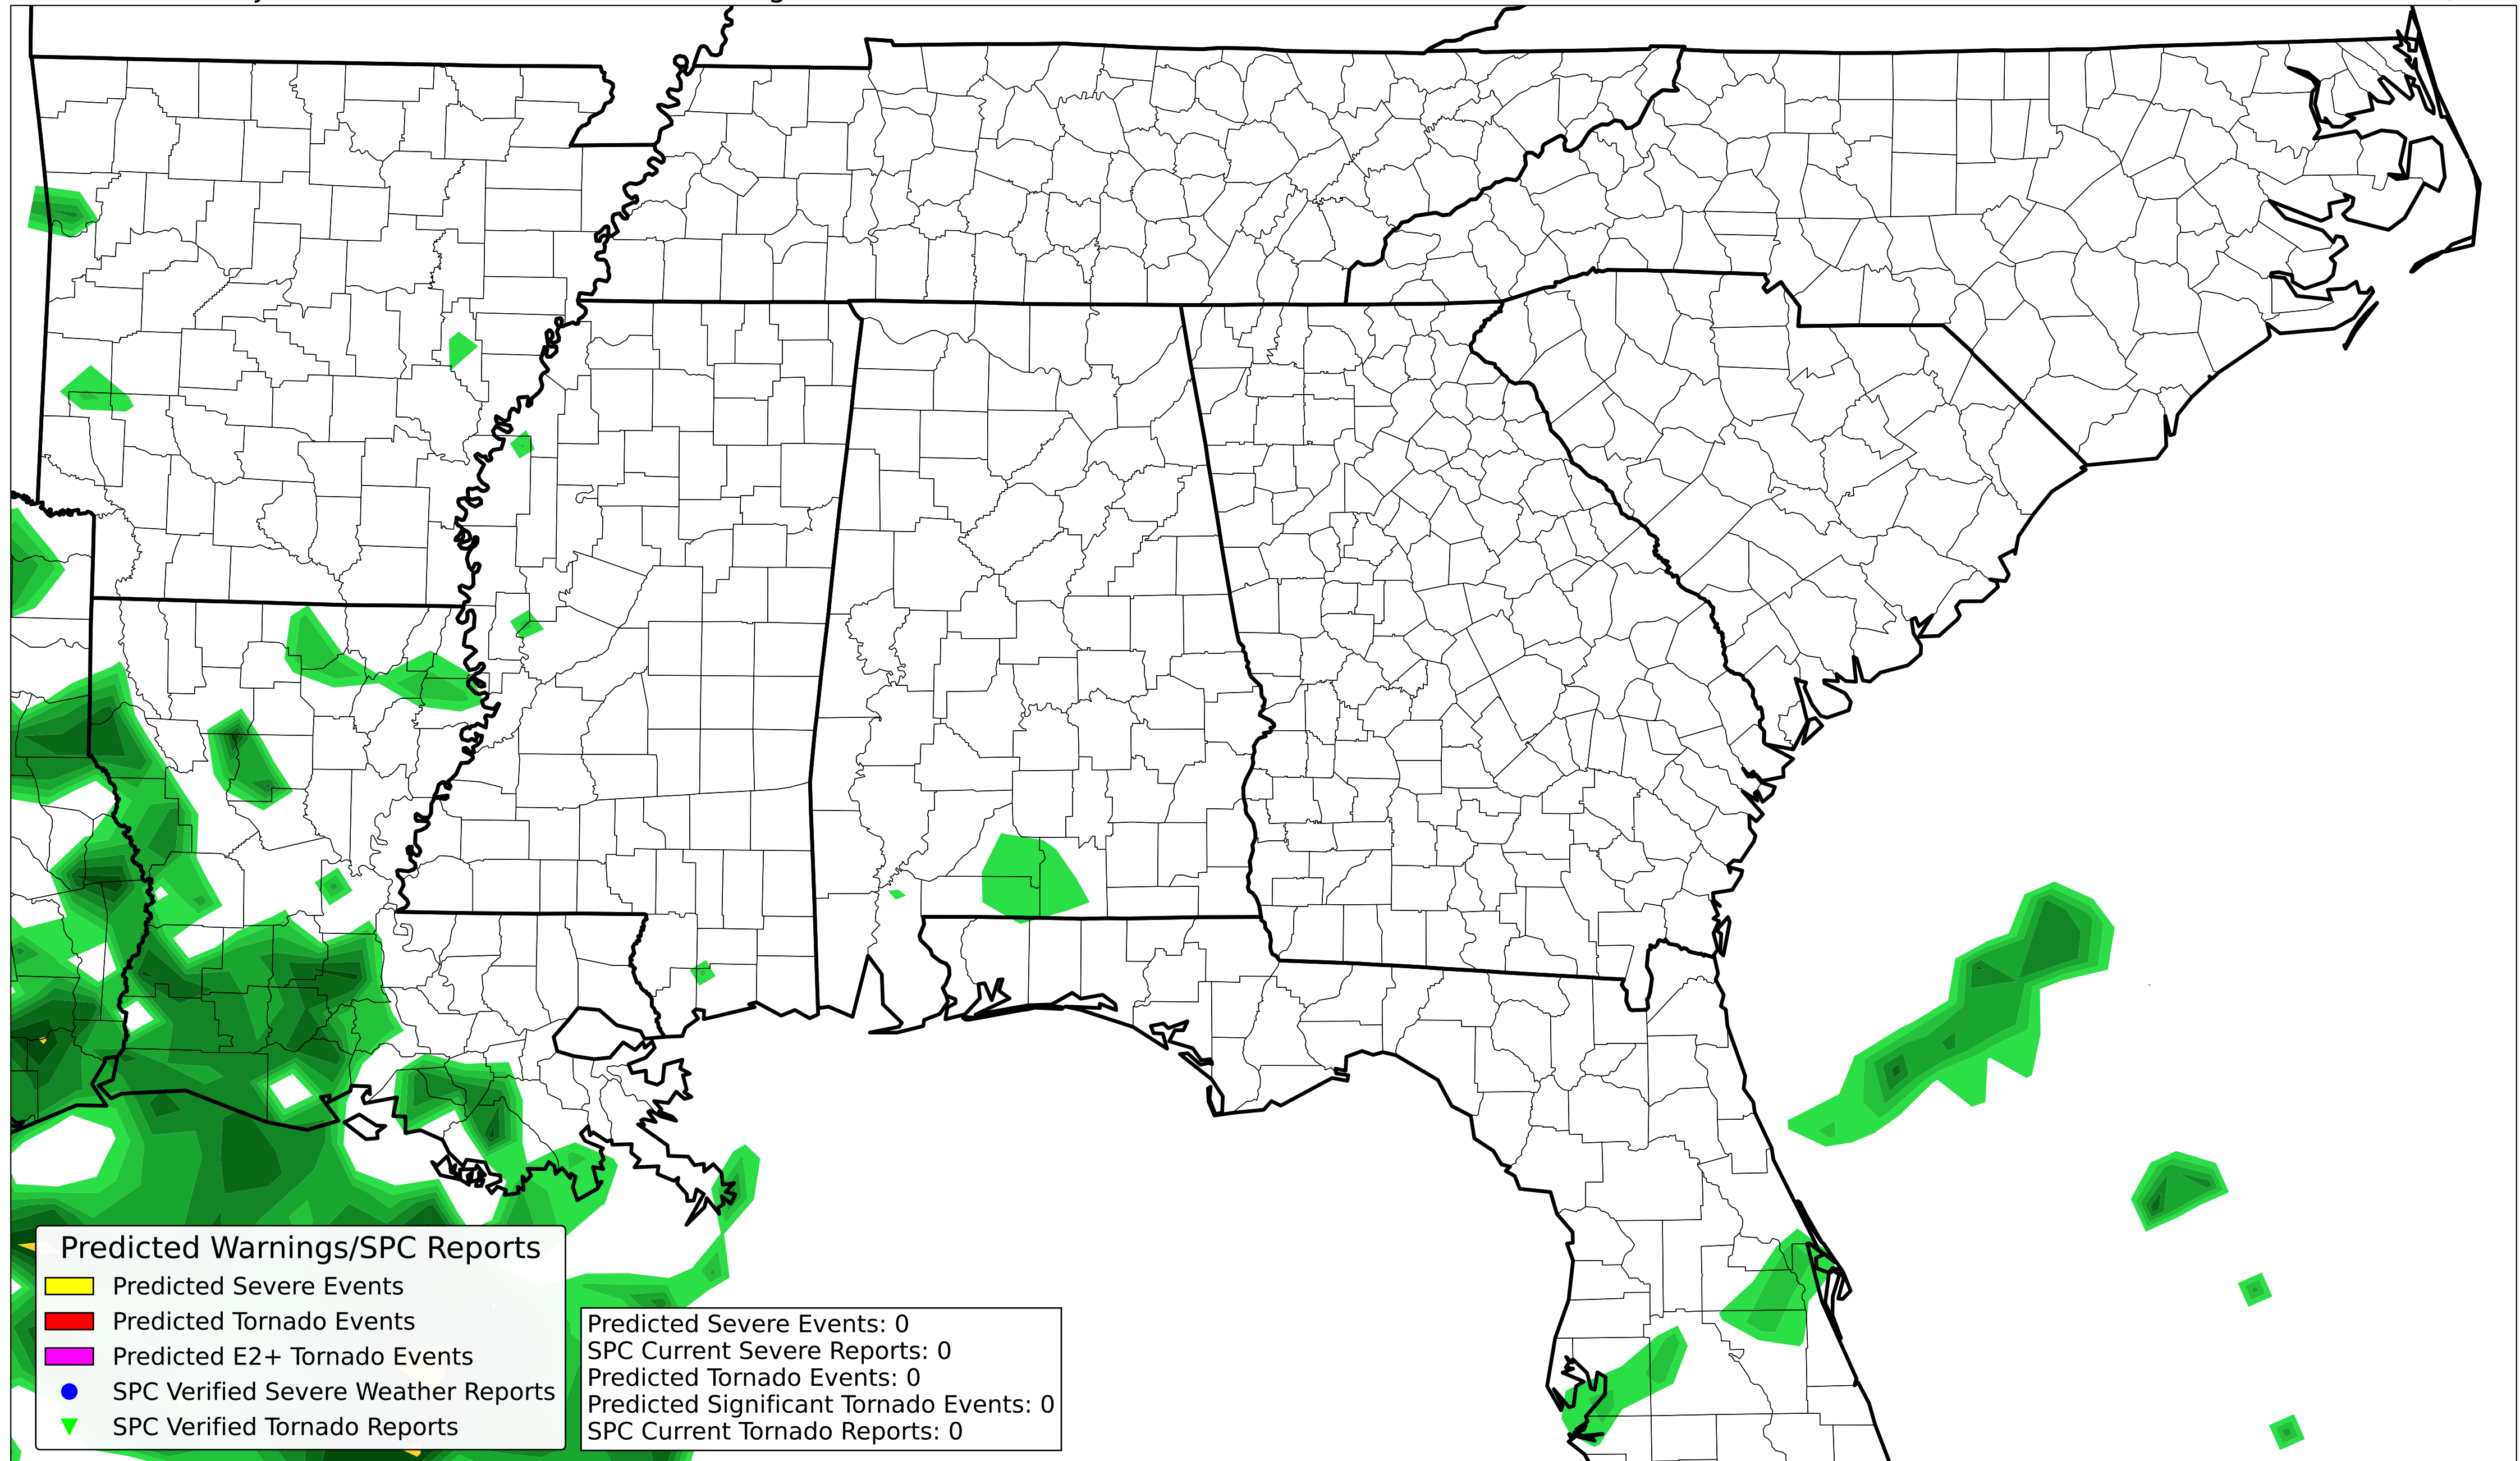 Predicted Warnings/SPC Reports
Predicted Severe Events
Predicted Tornado Events
Predicted E2+ Tornado Events
SPC Verified Severe Weather Reports
SPC Verified Tornado Reports
Predicted Severe Events: 0
SPC Current Severe Reports: 0
Predicted Tornado Events: 0
Predicted Significant Tornado Events: 0
SPC Current Tornado Reports: 0